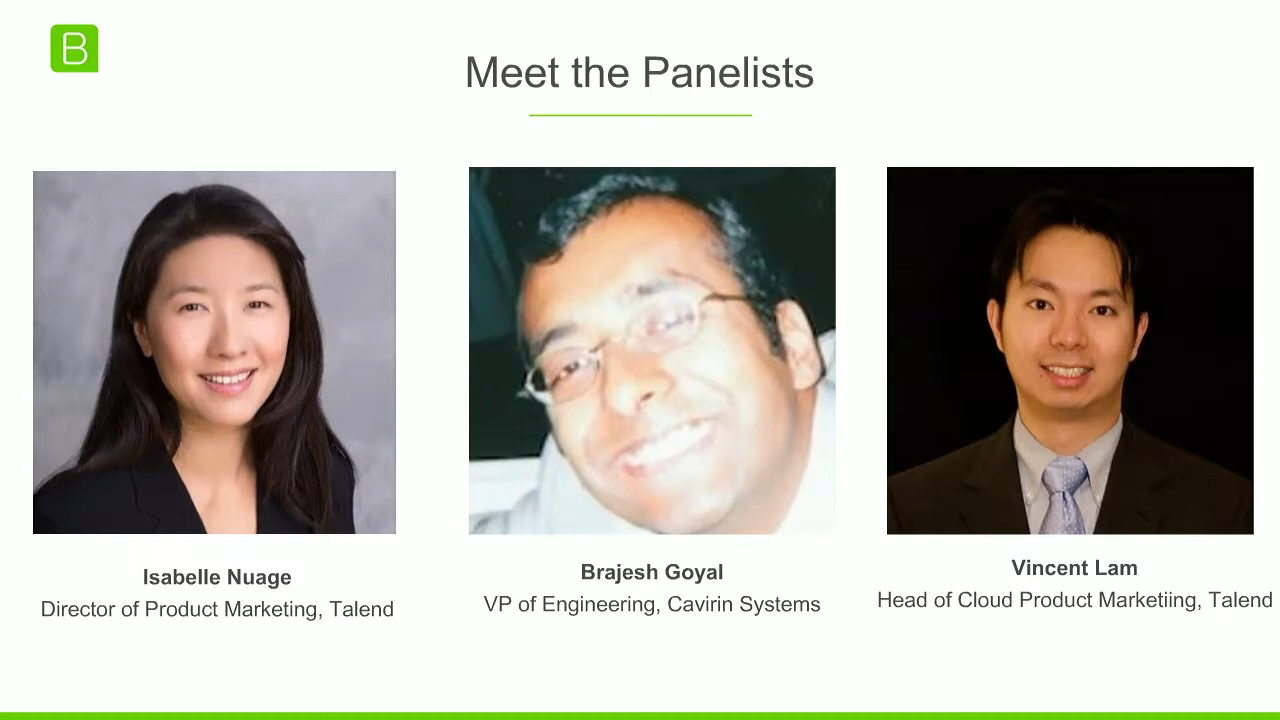 B
Meet the Panelists
Isabelle Nuage
Director of Product Marketing, Talend
Brajesh Goyal
VP of Engineering, Cavirin Systems
Vincent Lam
Head of Cloud Product Marketiing, Talend